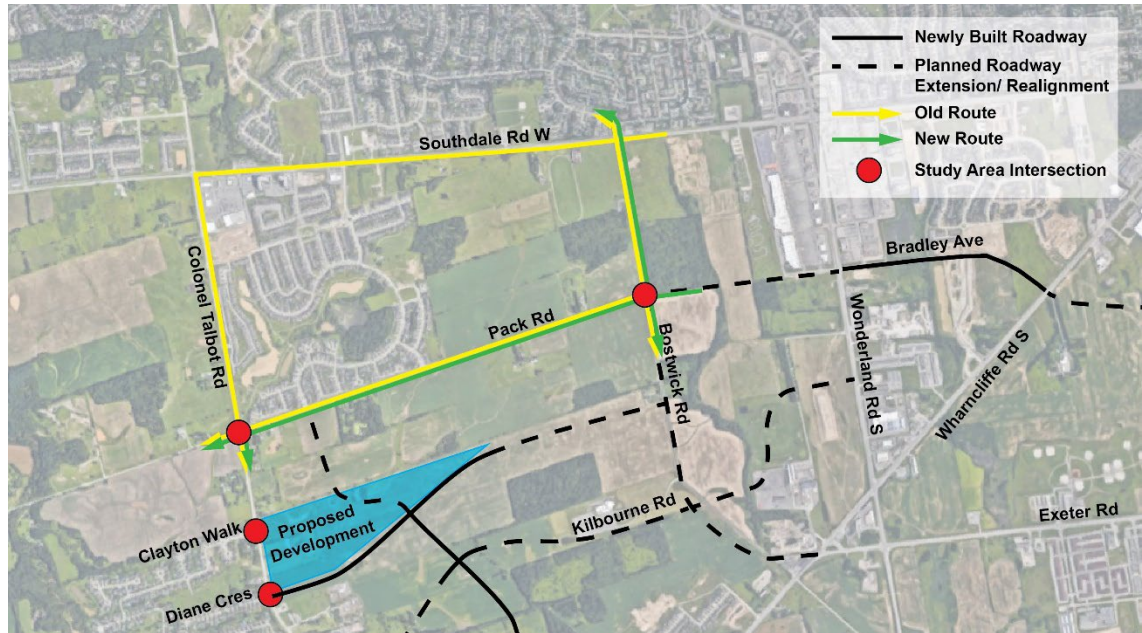 Newly Built Roadway
Planned Roadway
Extension/ Realignment
Old Route
New Route
Study Area Intersection
Southdale Rd W
Colonel Talbot Rd
Pack Rd
Bostwick Rd
Bradley Ave
Wonderland Rd S
Wharncliffe Rd S
Clayton Walk
Proposed
Development
Kilbourne Rd
Exeter Rd
Diane Cres